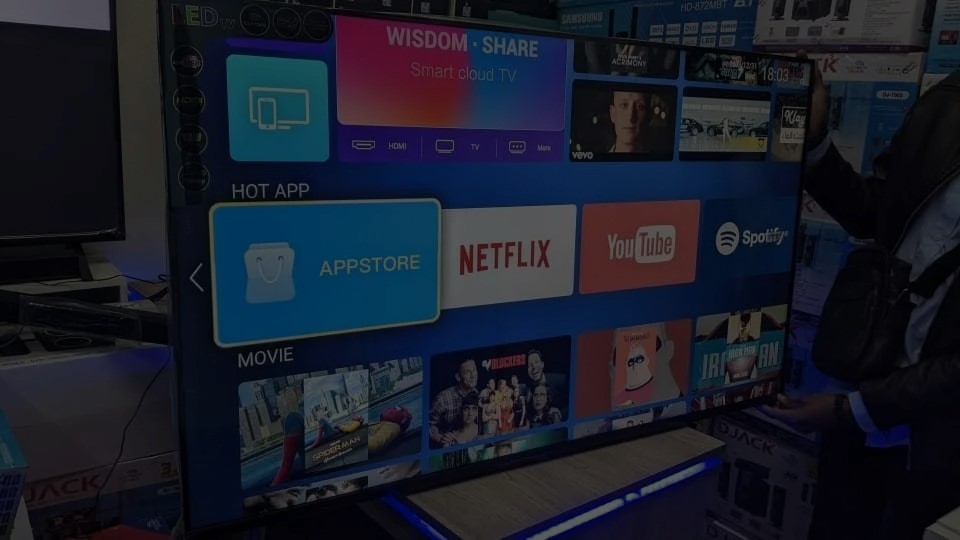 LED
SAMSUNG
HD-872MBT
WISDOM · SHARE
Smart cloud TV
ACRIMONY
18:03
HDMI
TV
More
vevo
HOT APP
APPSTORE
NETFLIX
YouTube
Spotify
MOVIE
BLOCKERS
SPIDER-MAN
IRON MAN
DJACK
JACK